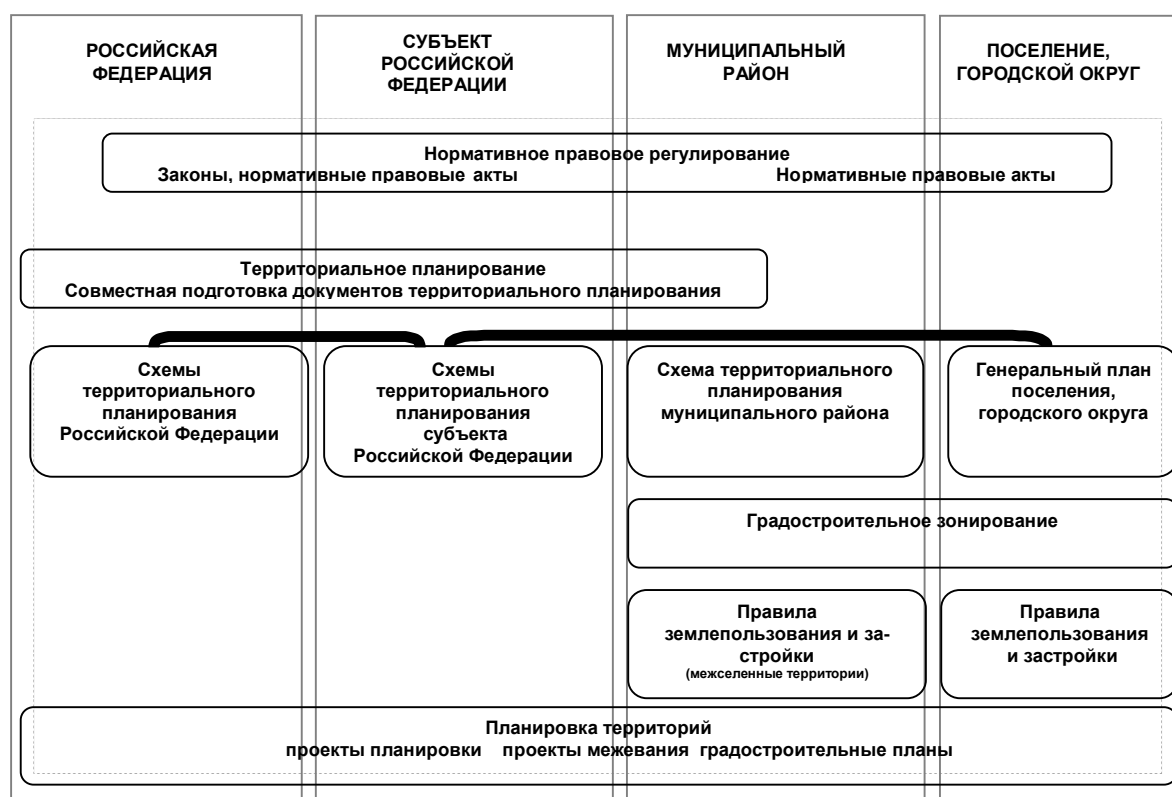 РОССИЙСКАЯ
ФЕДЕРАЦИЯ
СУБЪЕКТ
РОССИЙСКОЙ
ФЕДЕРАЦИИ
МУНИЦИПАЛЬНЫЙ
РАЙОН
ПОСЕЛЕНИЕ,
ГОРОДСКОЙ ОКРУГ
Нормативное правовое регулирование
Законы, нормативные правовые акты
Нормативные правовые акты
Территориальное планирование
Совместная подготовка документов территориального планирования
Схемы
территориального
планирования
Российской Федерации
Схемы
территориального
планирования
субъекта
Российской Федерации
Схема территориального
планирования
муниципального района
Генеральный план
поселения,
городского округа
Градостроительное зонирование
Правила
землепользования и за-
стройки
(межселенные территории)
Правила
землепользования
и застройки
Планировка территорий
проекты планировки проекты межевания градостроительные планы